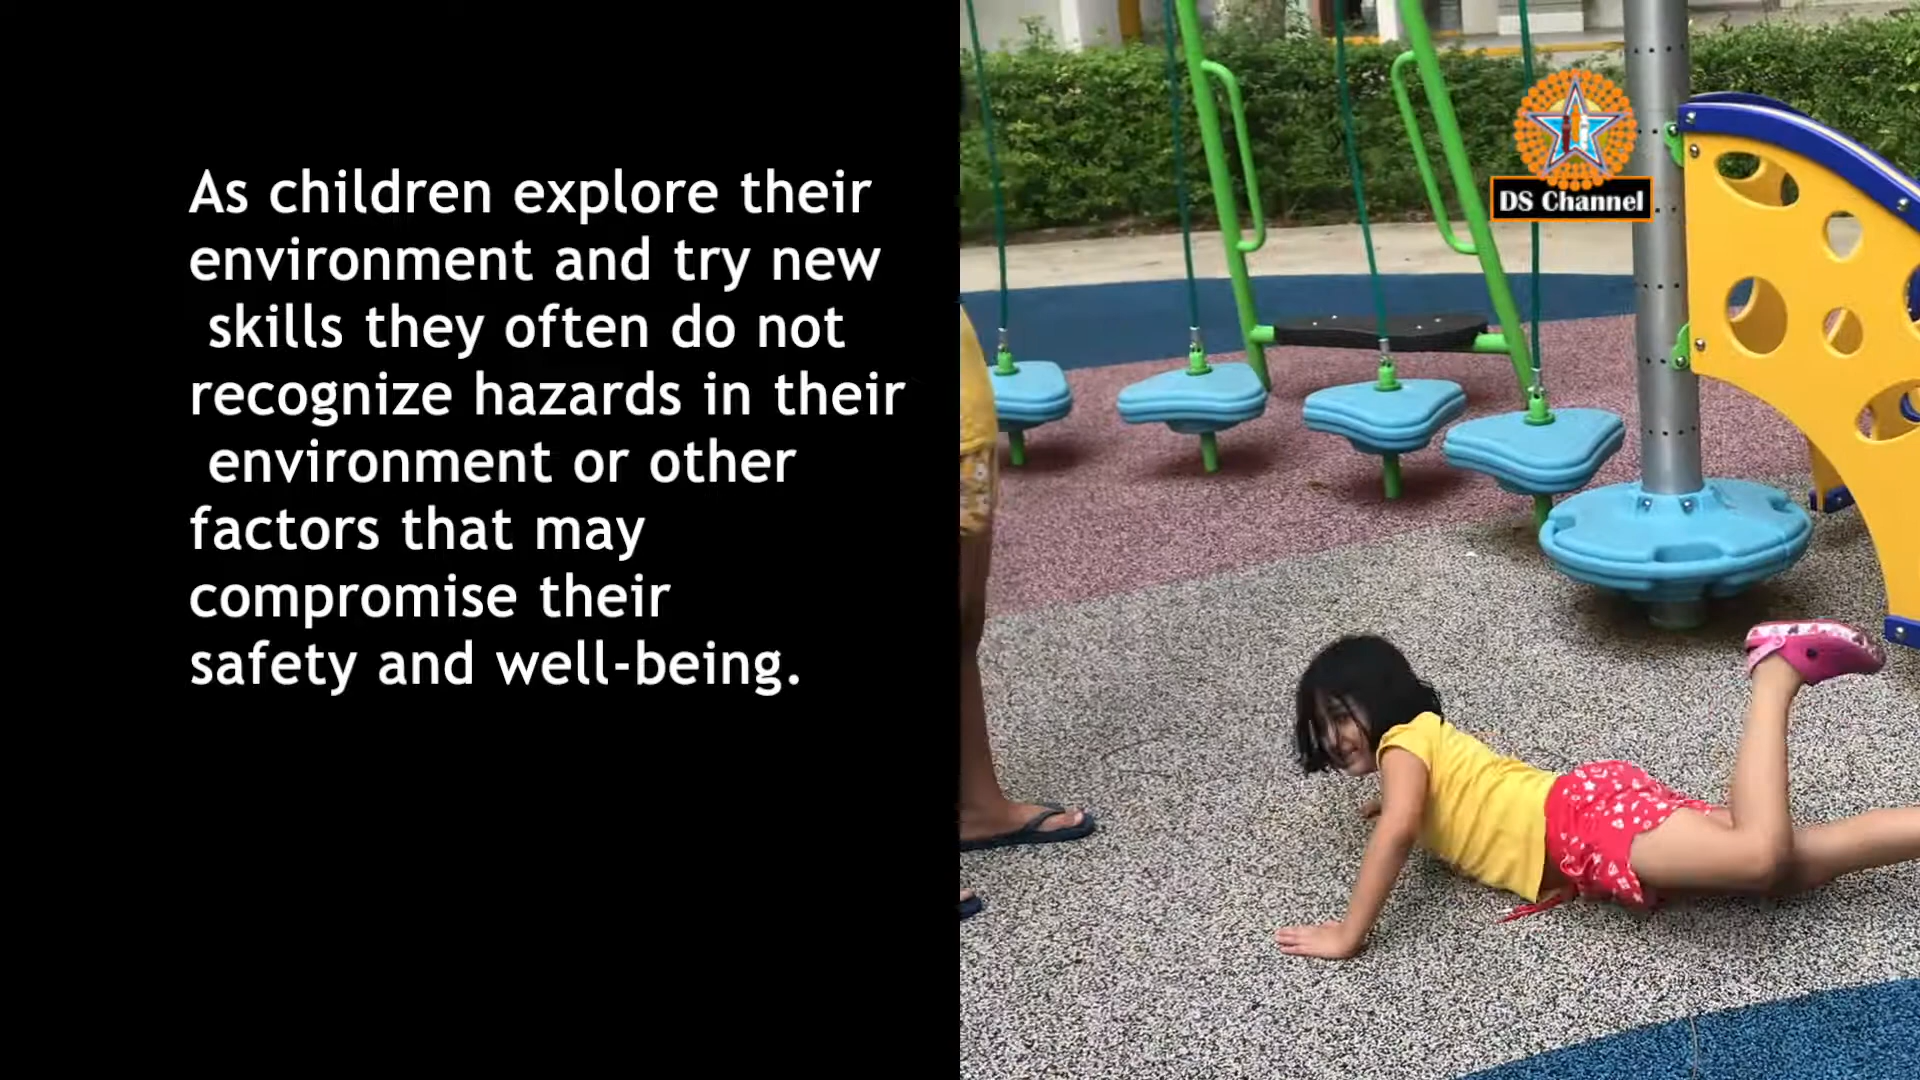 As children explore their
environment and try new
skills they often do not
recognize hazards in their
environment or other
factors that may
compromise their
safety and well-being.
DS Channel